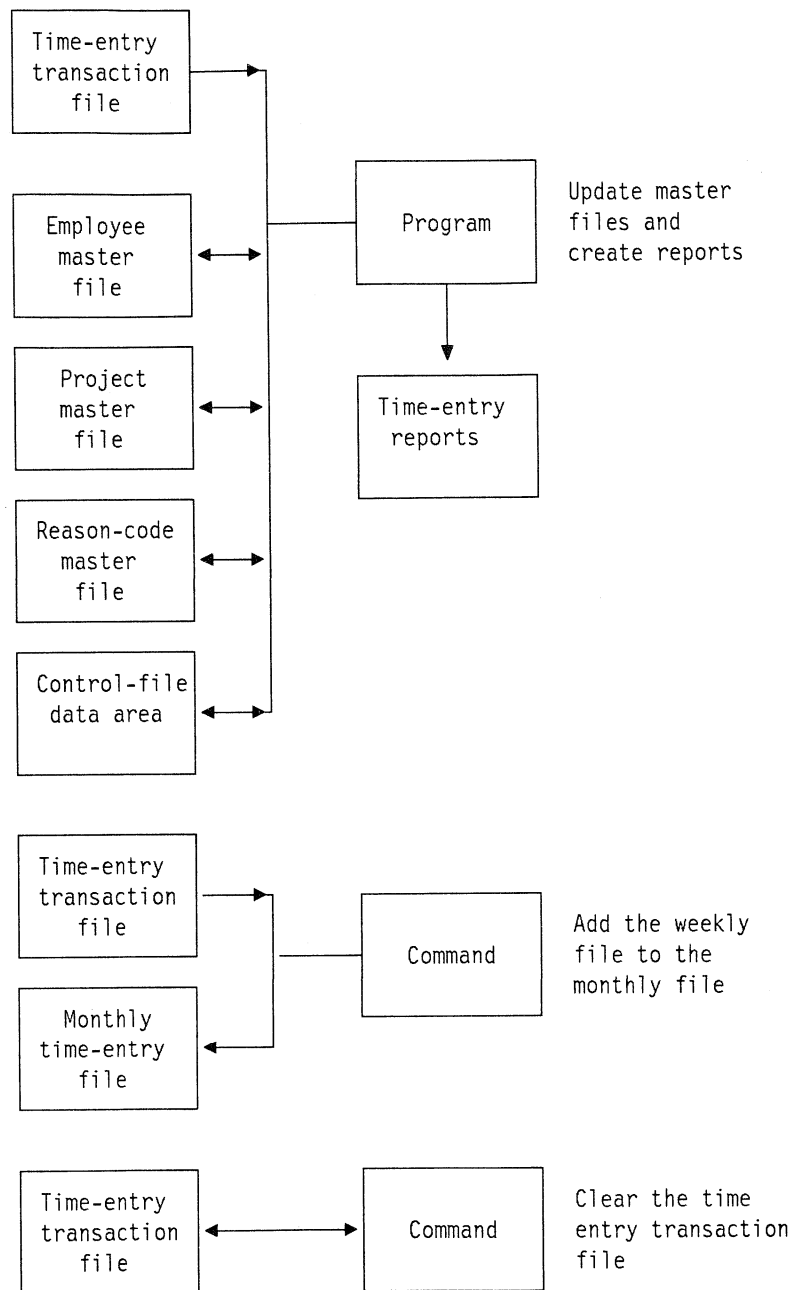 Time-entry
transaction
file
Employee
master
file
Program
Update master
files and
create reports
Project
master
file
Time-entry
reports
Reason-code
master
file
Control-file
data area
Time-entry
transaction
file
Command
Add the weekly
file to the
monthly file
Monthly
time-entry
file
Time-entry
transaction
file
Command
Clear the time
entry transaction
file